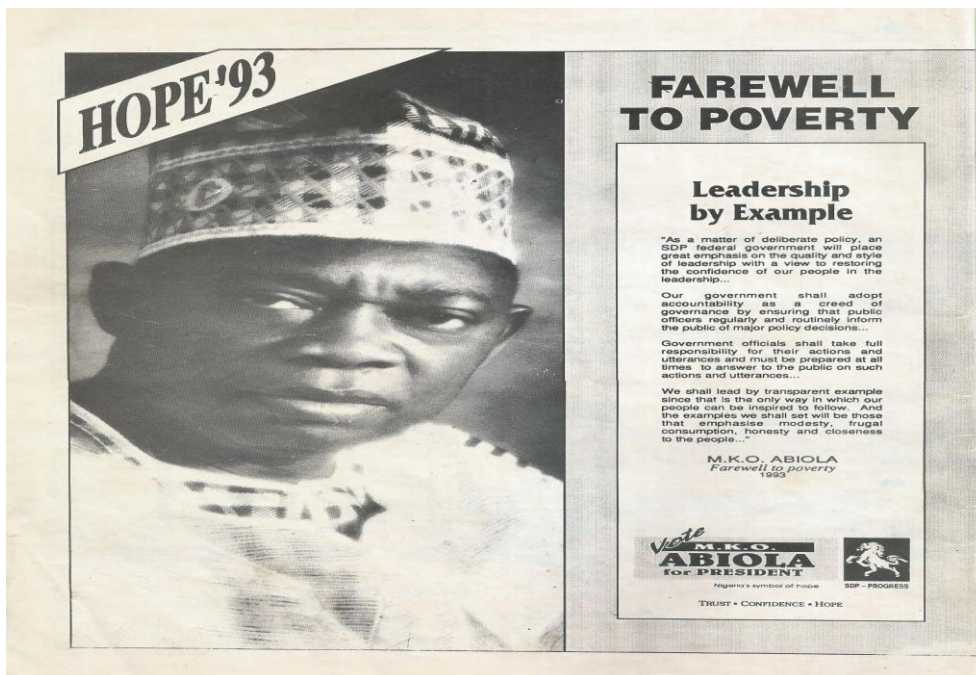 HOPE '93
FAREWELL
TO POVERTY
Leadership
by Example
"As a matter of deliberate policy, an
SDP federal government will place
great emphasis on the quality and style
of leadership with a view to restoring
the confidence of our people in the
leadership...
Our government shall adopt
accountability as a creed of
governance by ensuring that public
officers regularly and routinely inform
the public of major policy decisions...
Government officials shall take full
responsibility for their actions and
utterances and must be prepared at all
times to answer to the public on such
actions and utterances...
We shall lead by transparent example
since that is the only way in which our
people can be inspired to follow. And
the examples we shall set will be those
that emphasise modesty, frugal
consumption, honesty and closeness
to the people..."
M.K.O. ABIOLA
Farewell to poverty
1993
Vote
M.K.O.
ABIOLA
for PRESIDENT
Nigeria's symbol of hope
SDP - PROGRESS
TRUST • CONFIDENCE • HOPE